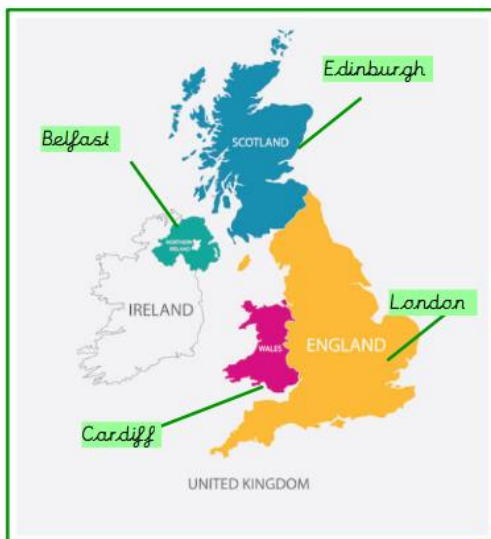 Edinburgh
Belfast
SCOTLAND
NORTHERN
IRELAND
IRELAND
London
WALES
ENGLAND
Cardiff
UNITED KINGDOM